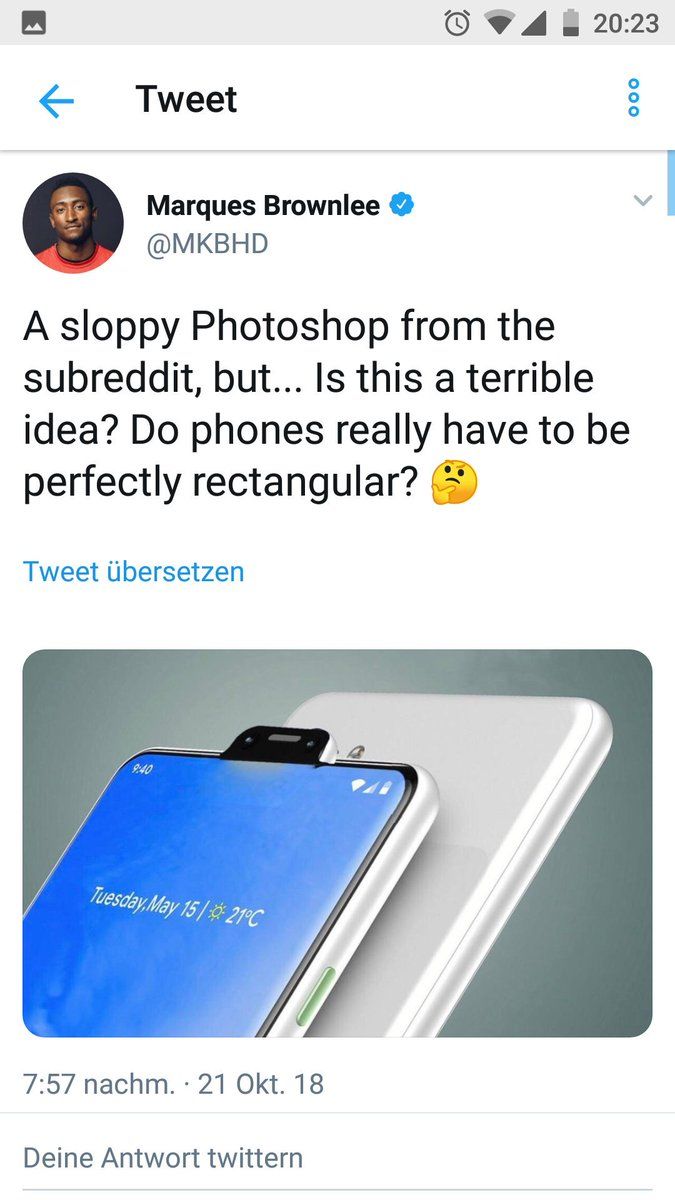 20:23
Tweet
Marques Brownlee
@MKBHD
A sloppy Photoshop from the
subreddit, but... Is this a terrible
idea? Do phones really have to be
perfectly rectangular? 🤔
Tweet übersetzen
9:40
Tuesday, May 15 | 21°C
7:57 nachm. · 21 Okt. 18
Deine Antwort twittern